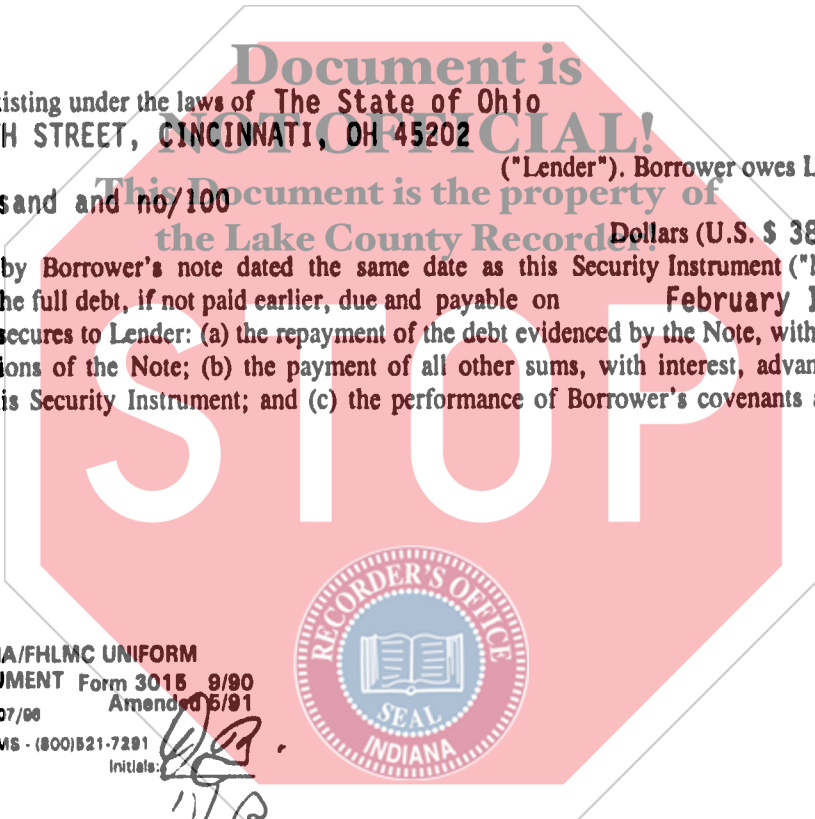 Document is
NOT OFFICIAL!
This Document is the property of
the Lake County Recorder!
STOP
isting under the laws of The State of Ohio
H STREET, CINCINNATI, OH 45202
("Lender"). Borrower owes L
sand and no/100
Dollars (U.S. $ 38
by Borrower's note dated the same date as this Security Instrument ("
he full debt, if not paid earlier, due and payable on February
secures to Lender: (a) the repayment of the debt evidenced by the Note, with
ions of the Note; (b) the payment of all other sums, with interest, advan
is Security Instrument; and (c) the performance of Borrower's covenants a
RECORDER'S OFFICE
SEAL
INDIANA
A/FHLMC UNIFORM
UMENT Form 3015 9/90
Amended 5/91
07/96
MS - (800)521-7291
Initials: